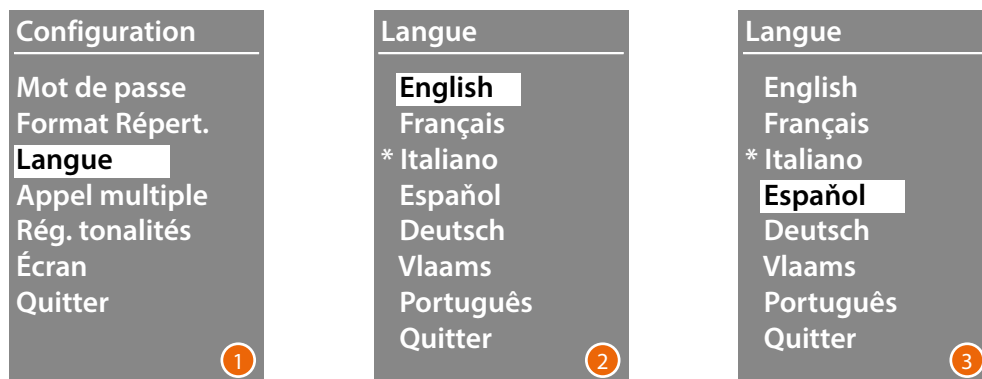 Configuration
Mot de passe
Format Répert.
Langue
Appel multiple
Rég. tonalités
Écran
Quitter
1
Langue
English
Français
* Italiano
Espaňol
Deutsch
Vlaams
Português
Quitter
2
Langue
English
Français
* Italiano
Espaňol
Deutsch
Vlaams
Português
Quitter
3